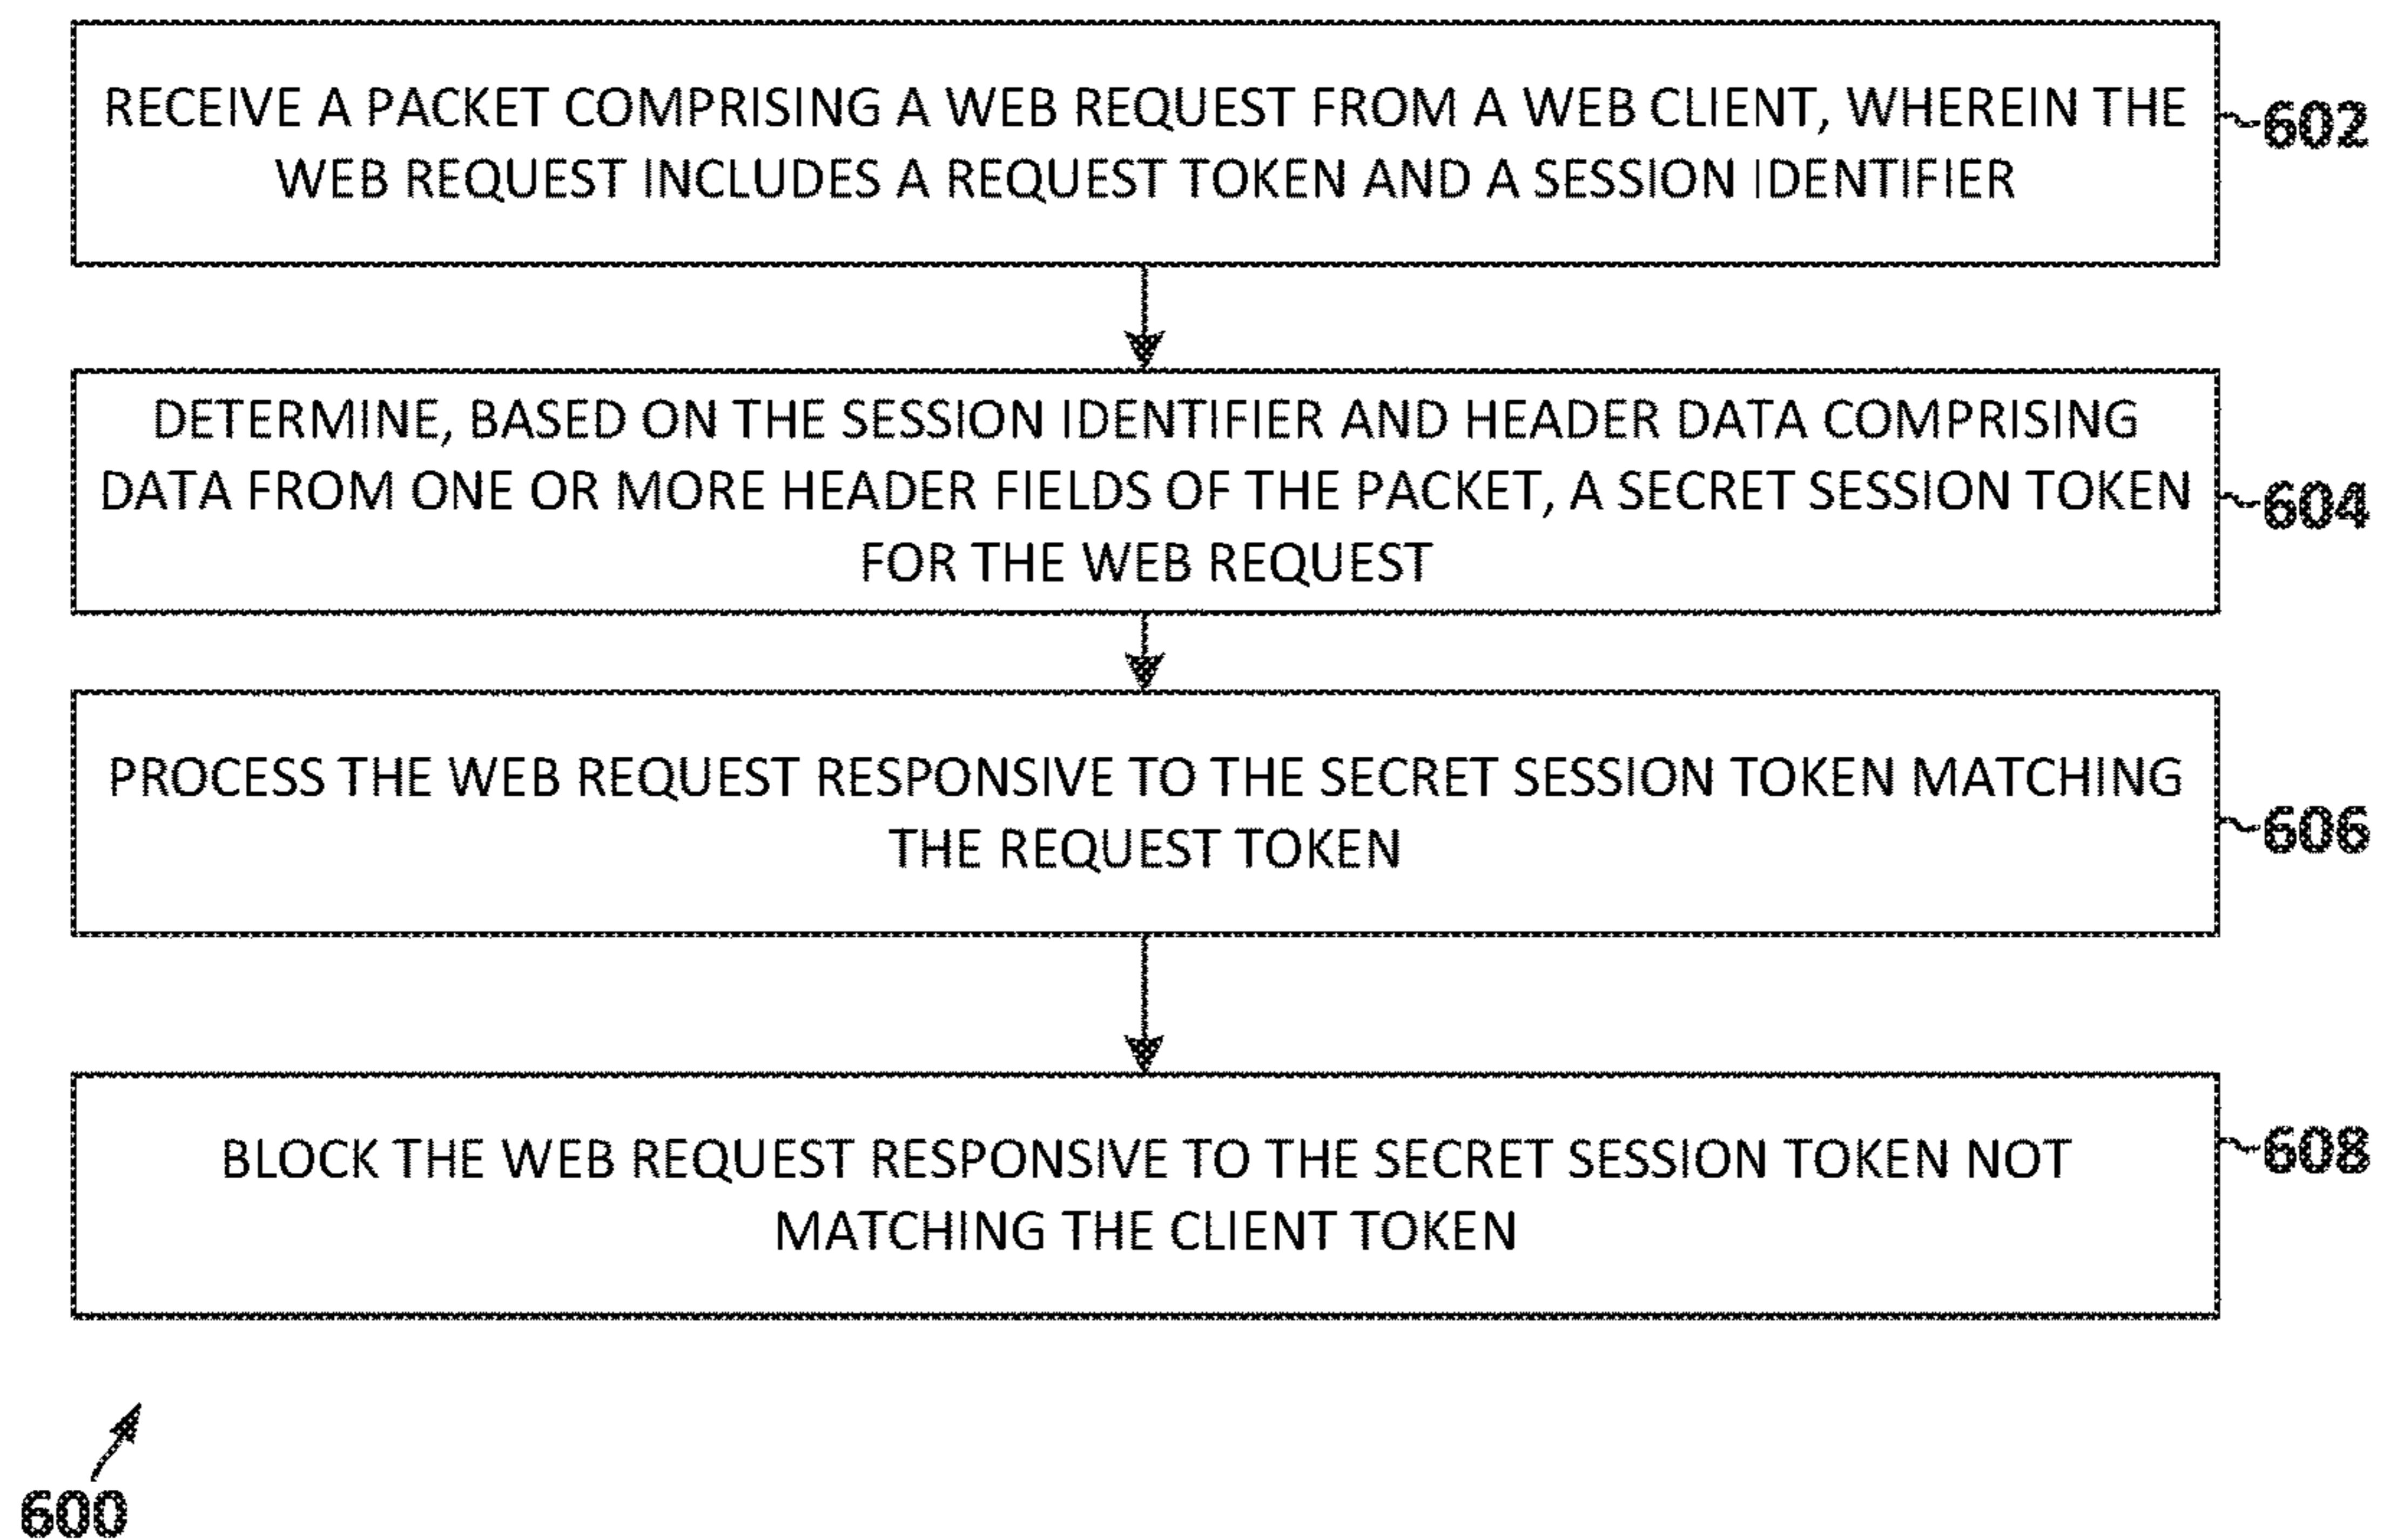 RECEIVE A PACKET COMPRISING A WEB REQUEST FROM A WEB CLIENT, WHEREIN THE
WEB REQUEST INCLUDES A REQUEST TOKEN AND A SESSION IDENTIFIER
602
DETERMINE, BASED ON THE SESSION IDENTIFIER AND HEADER DATA COMPRISING
DATA FROM ONE OR MORE HEADER FIELDS OF THE PACKET, A SECRET SESSION TOKEN
FOR THE WEB REQUEST
604
PROCESS THE WEB REQUEST RESPONSIVE TO THE SECRET SESSION TOKEN MATCHING
THE REQUEST TOKEN
606
BLOCK THE WEB REQUEST RESPONSIVE TO THE SECRET SESSION TOKEN NOT
MATCHING THE CLIENT TOKEN
608
600